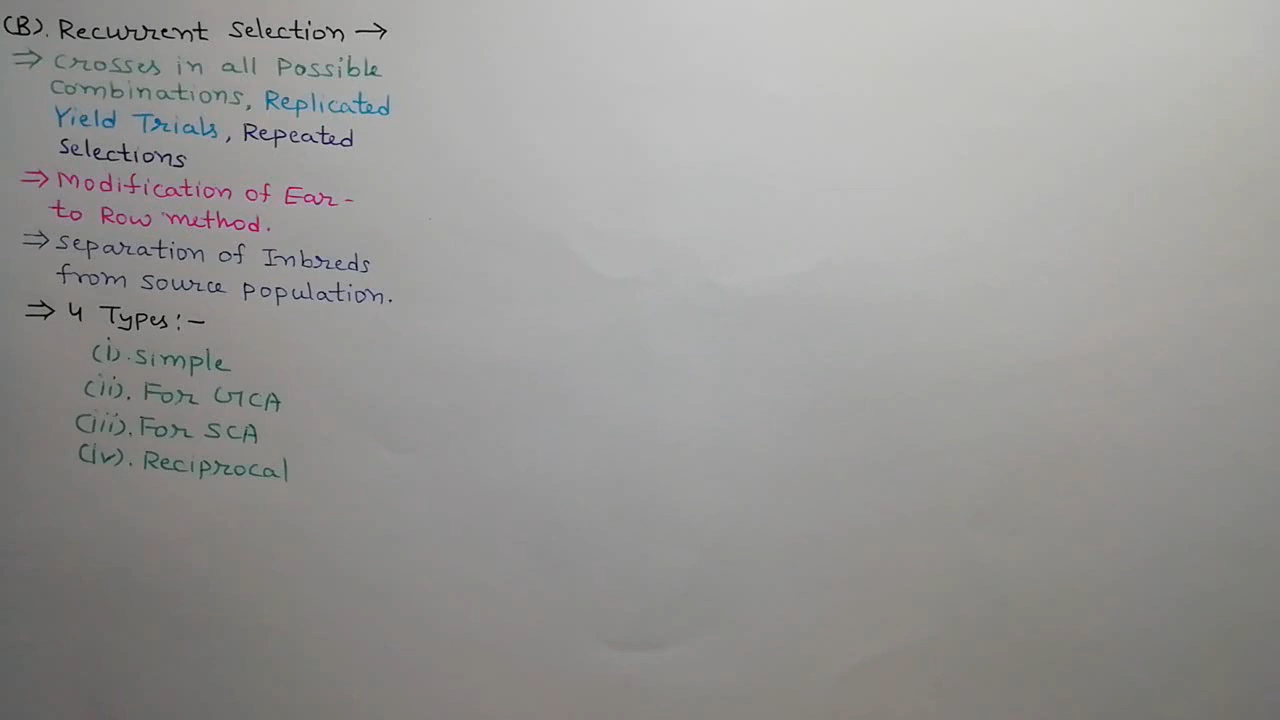 (B). Recurrent Selection →
⇒ Crosses in all Possible
Combinations, Replicated
Yield Trials, Repeated
Selections
⇒ Modification of Ear-
to Row method.
⇒ Separation of Inbreds
from source population.
⇒ 4 Types:-
(i). Simple
(ii). For GCA
(iii). For SCA
(iv). Reciprocal